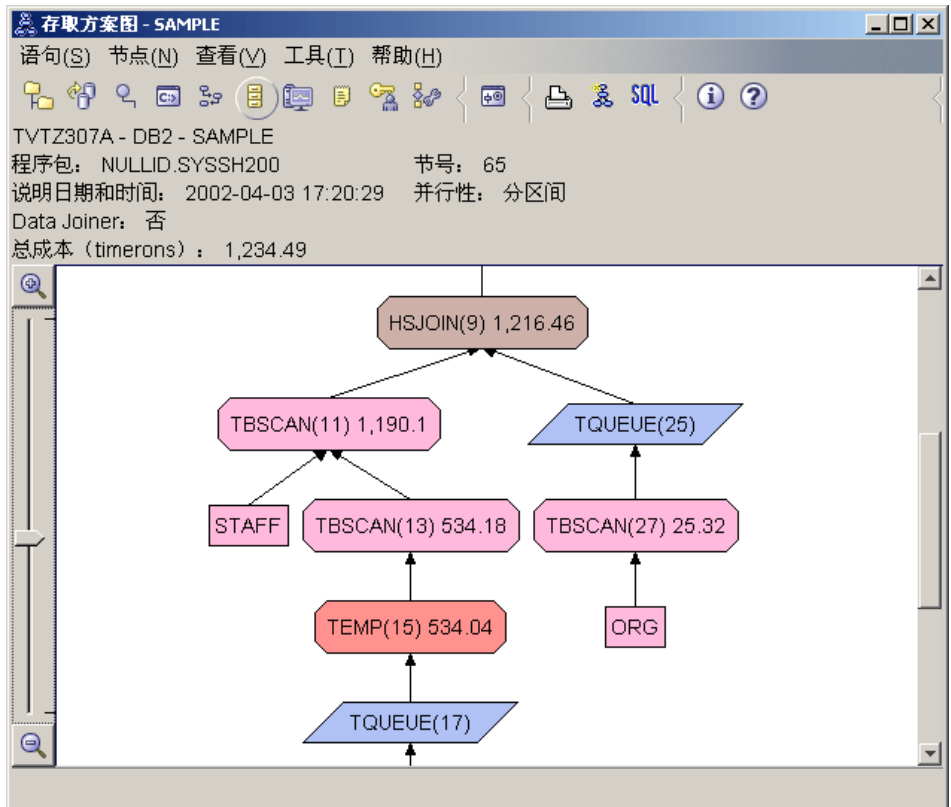 存取方案图 - SAMPLE
语句(S) 节点(N) 查看(V) 工具(T) 帮助(H)
C:>
SQL
TVTZ307A - DB2 - SAMPLE
程序包： NULLID.SYSSH200 节号： 65
说明日期和时间： 2002-04-03 17:20:29 并行性： 分区间
Data Joiner： 否
总成本（timerons）： 1,234.49
HSJOIN(9) 1,216.46
TBSCAN(11) 1,190.1
TQUEUE(25)
STAFF
TBSCAN(13) 534.18
TBSCAN(27) 25.32
TEMP(15) 534.04
ORG
TQUEUE(17)